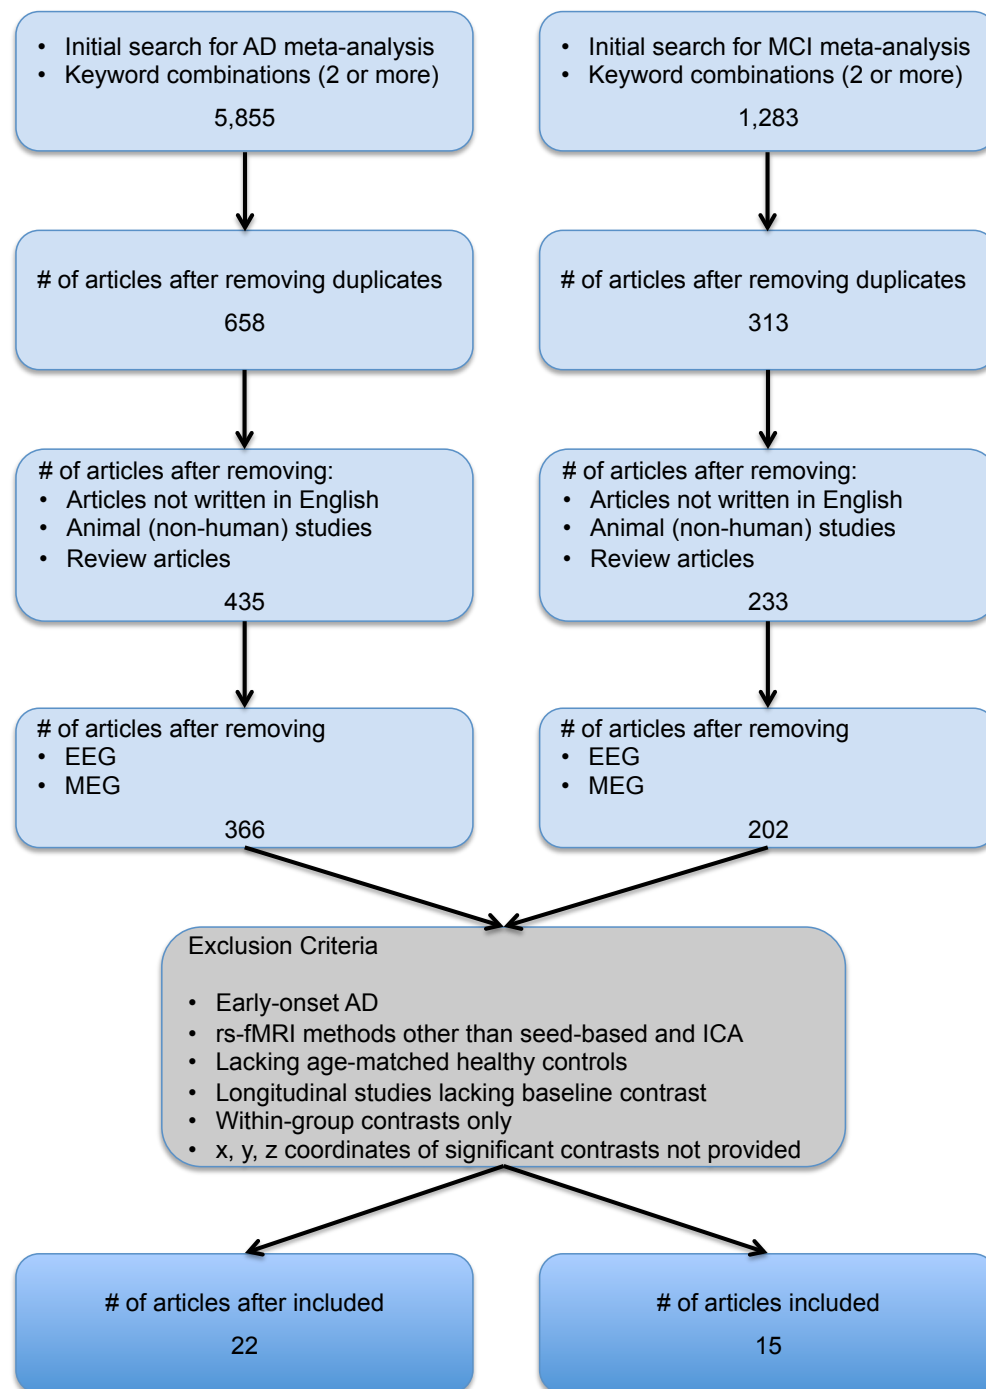 • Initial search for AD meta-analysis
• Keyword combinations (2 or more)
5,855
• Initial search for MCI meta-analysis
• Keyword combinations (2 or more)
1,283
# of articles after removing duplicates
658
# of articles after removing duplicates
313
# of articles after removing:
• Articles not written in English
• Animal (non-human) studies
• Review articles
435
# of articles after removing:
• Articles not written in English
• Animal (non-human) studies
• Review articles
233
# of articles after removing
• EEG
• MEG
366
# of articles after removing
• EEG
• MEG
202
Exclusion Criteria
• Early-onset AD
• rs-fMRI methods other than seed-based and ICA
• Lacking age-matched healthy controls
• Longitudinal studies lacking baseline contrast
• Within-group contrasts only
• x, y, z coordinates of significant contrasts not provided
# of articles after included
22
# of articles included
15